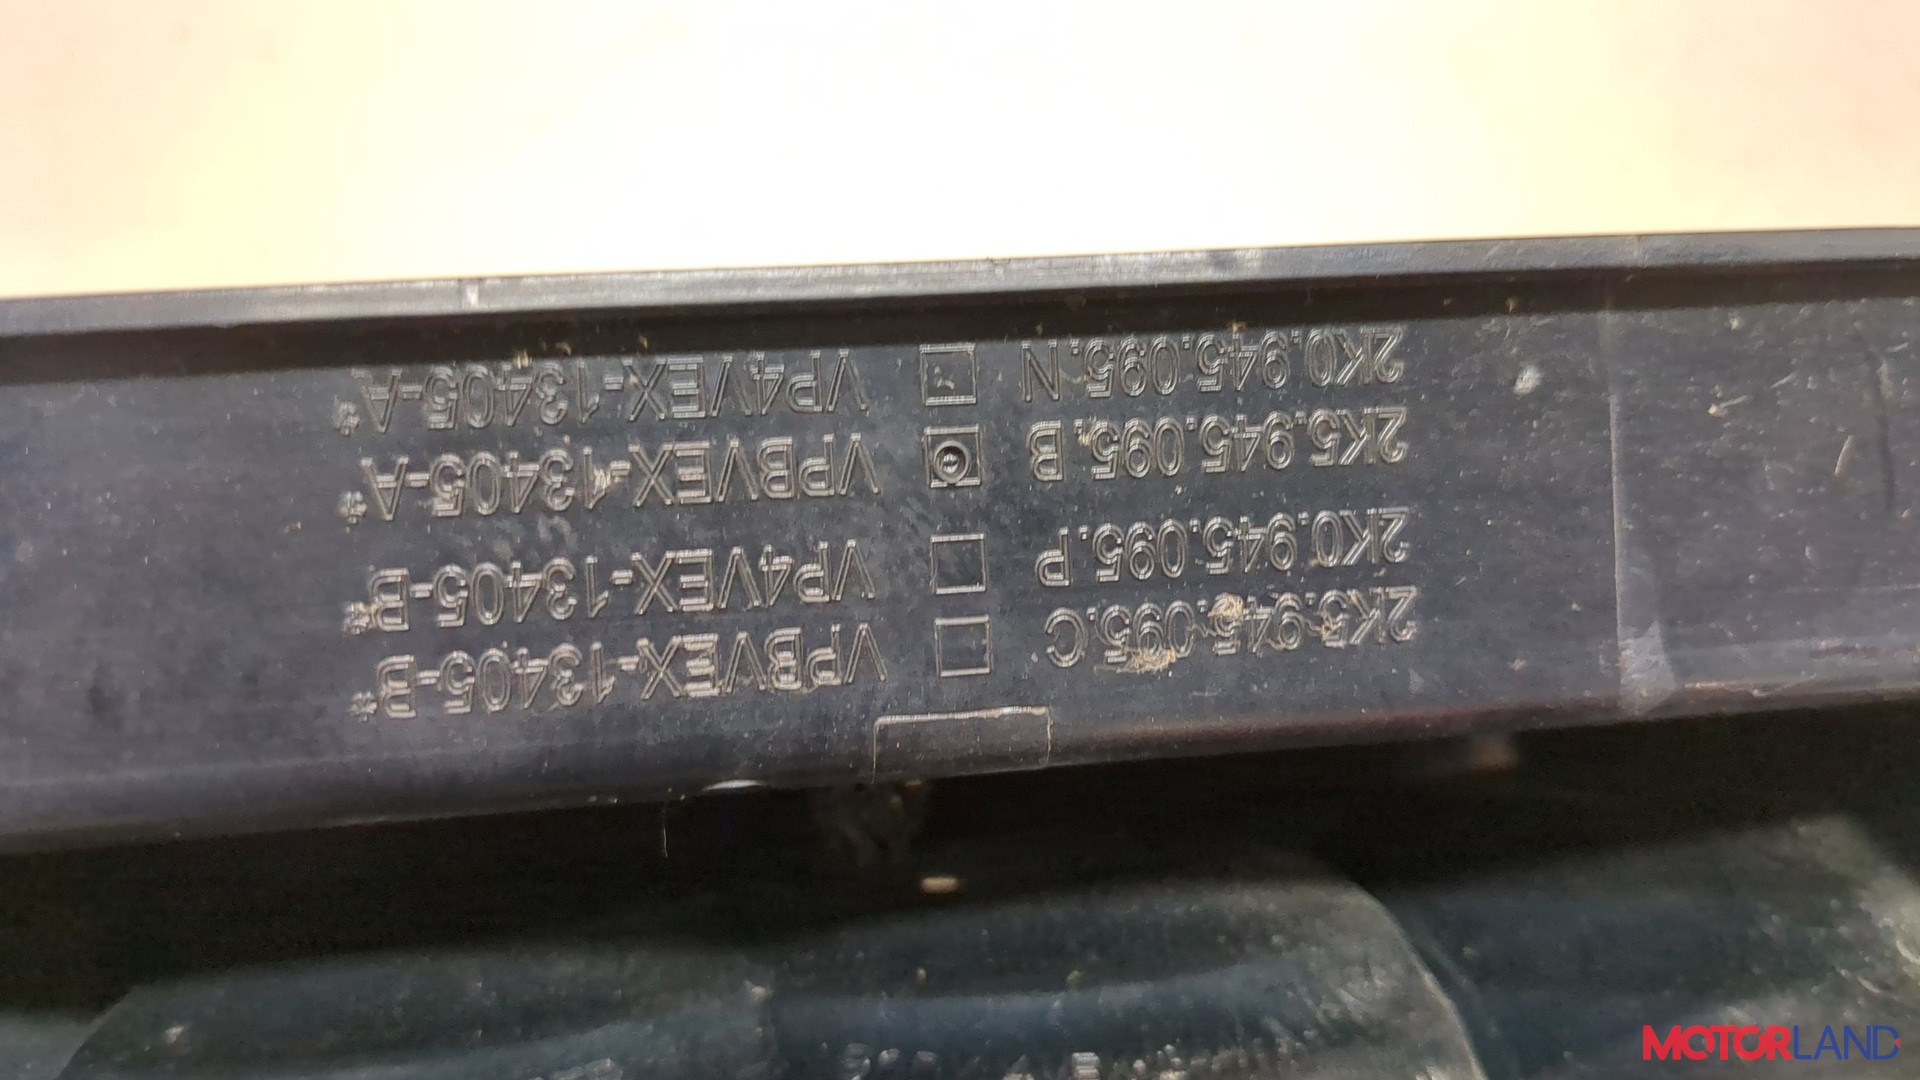 2K5.945.095.C VPBVEX-13405-B*
2K0.945.095.P VP4VEX-13405-B*
2K5.945.095.B VPBVEX-13405-A*
2K0.945.095.N VP4VEX-13405-A*
MOTORLAND